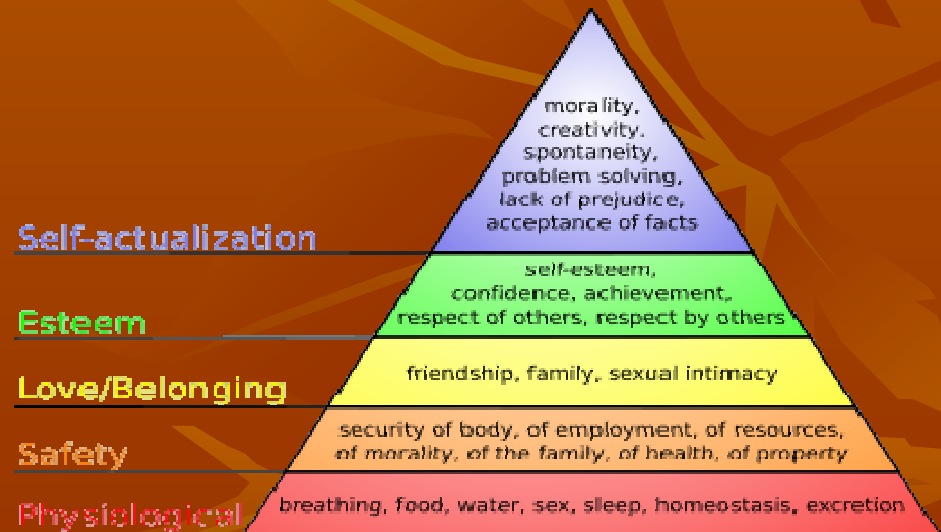 morality,
creativity.
spontaneity,
problem solving,
lack of prejudice,
acceptance of facts
Self-actualization
self-esteem,
confidence, achievement,
respect of others, respect by others
Esteem
friendship, family, sexual intimacy
Love/Belonging
security of body, of employment, of resources,
of morality, of the family, of health, of property
Safety
breathing, food, water, sex, sleep, homeostasis, excretion
Physiological